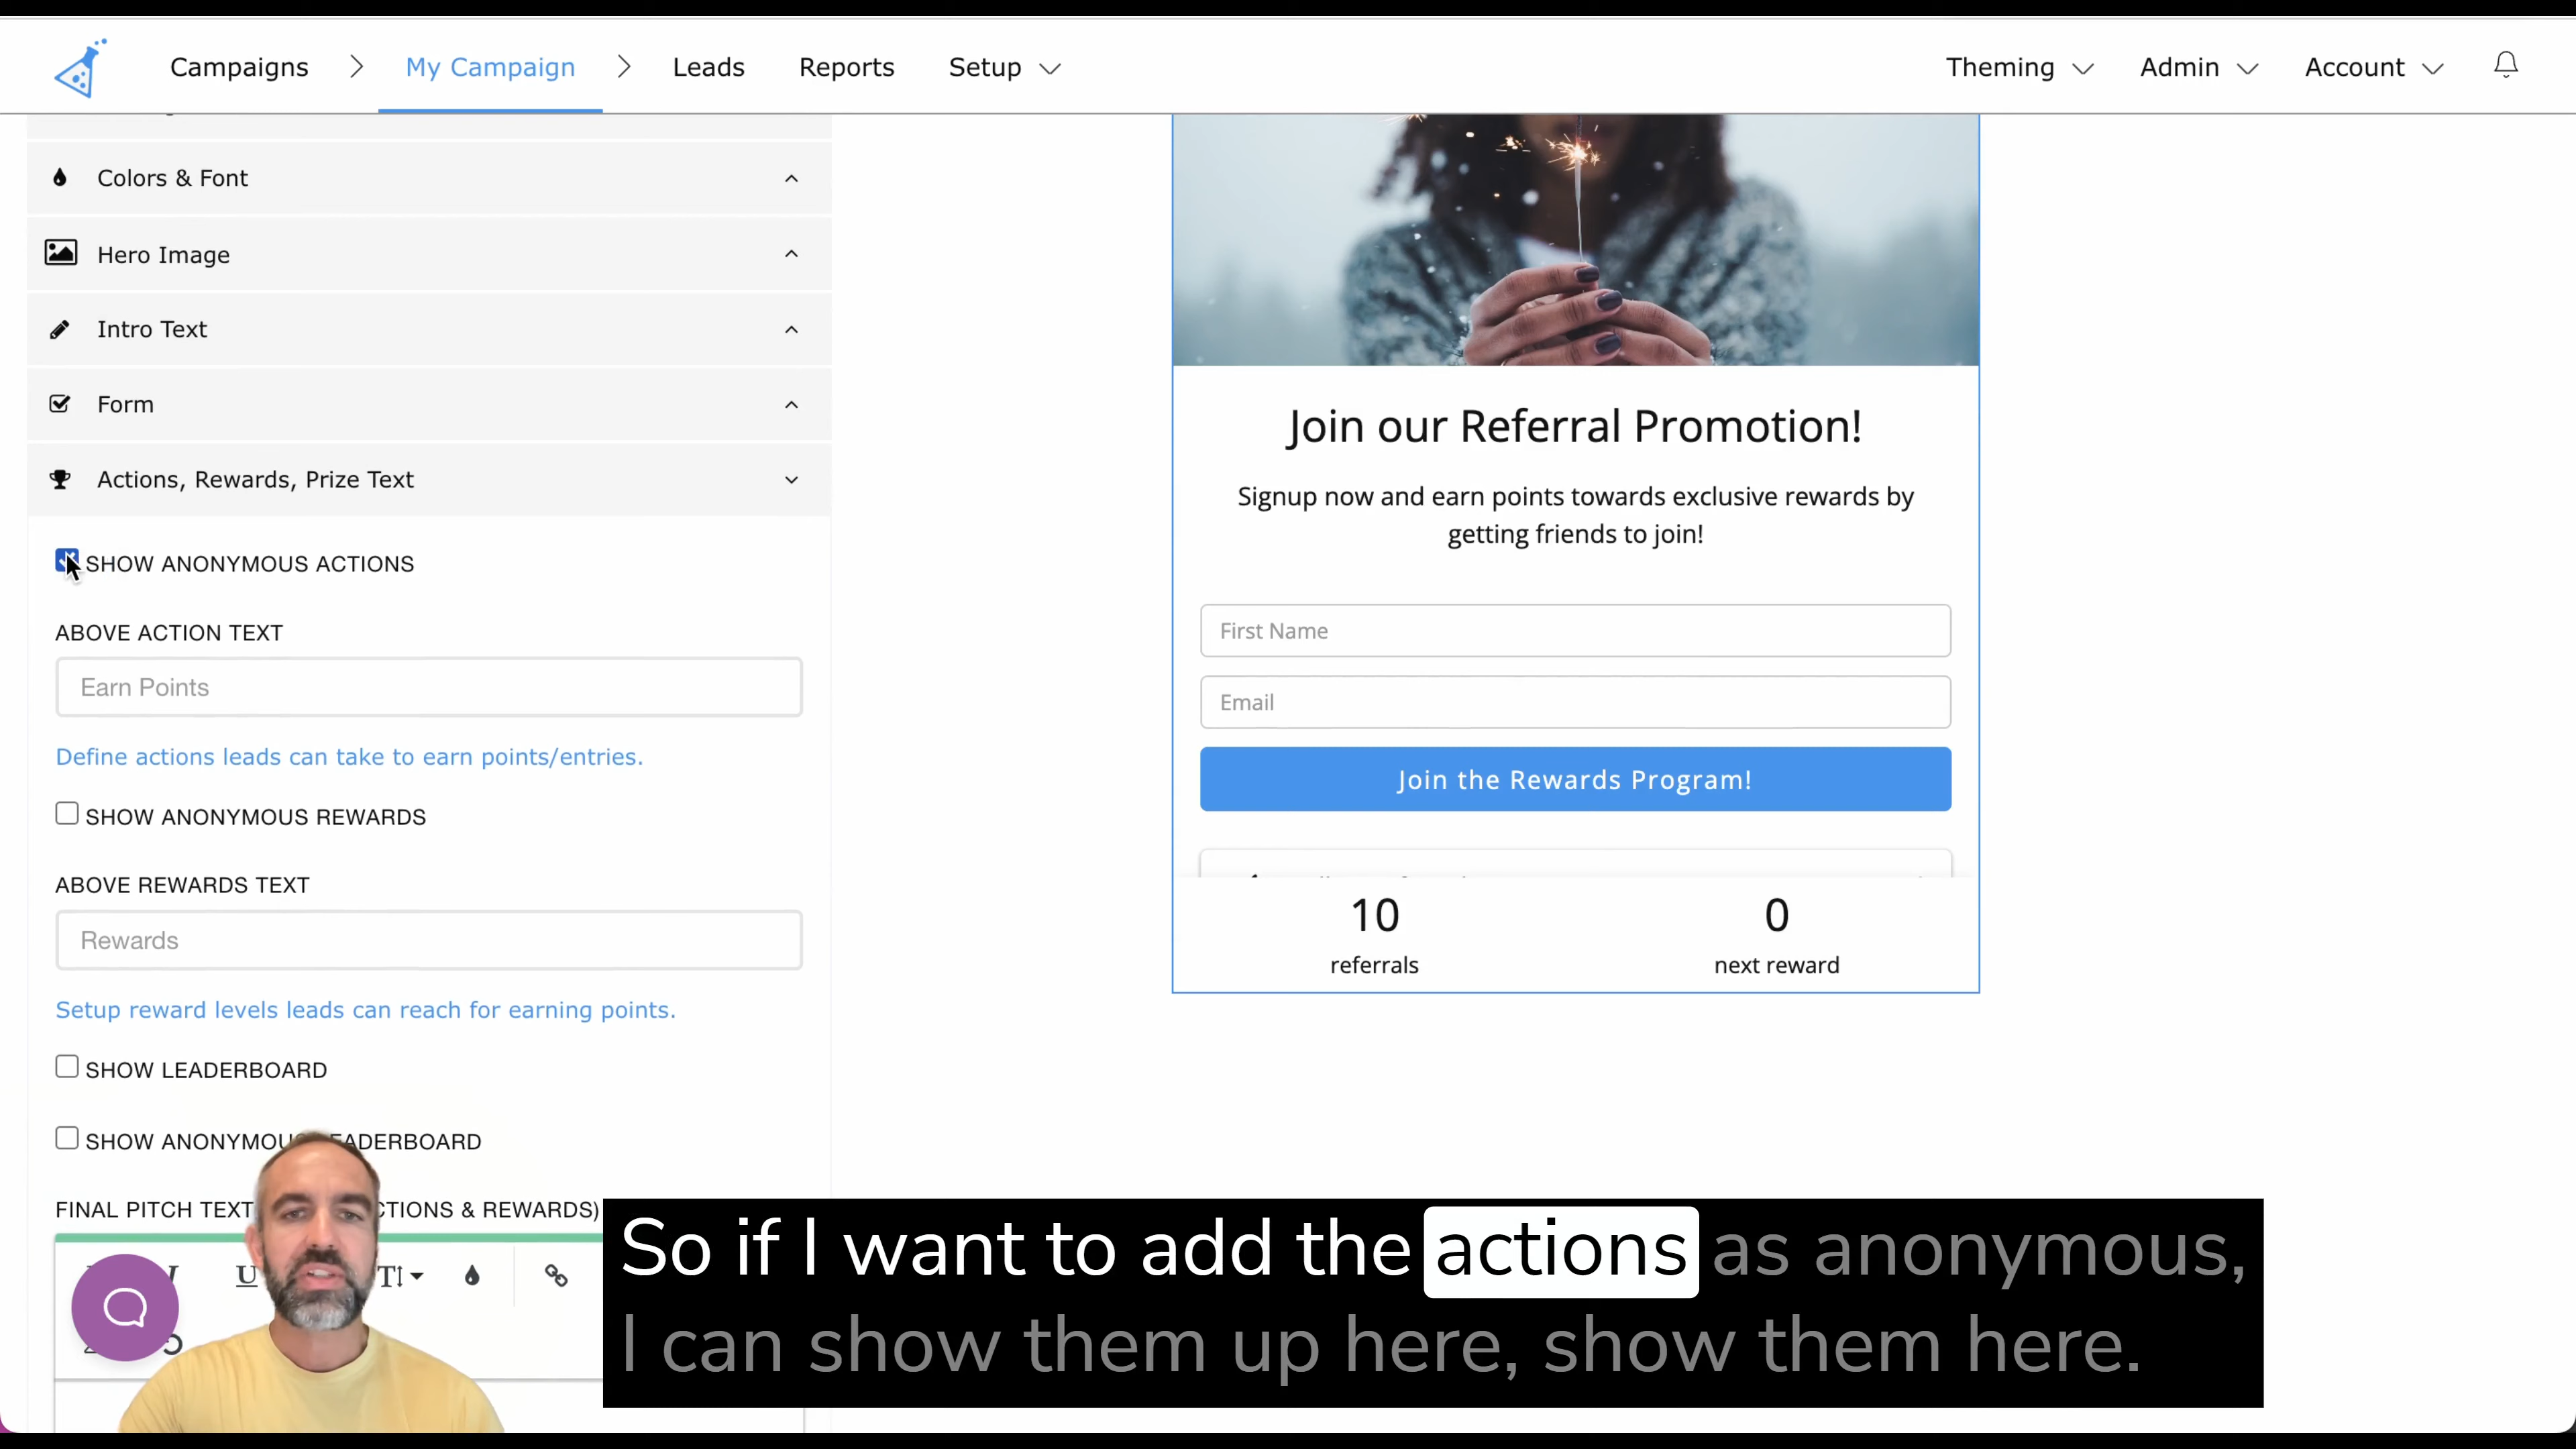 Campaigns
My Campaign
Leads
Reports
Setup
Theming
Admin
Account
Colors & Font
Hero Image
Intro Text
Form
Actions, Rewards, Prize Text
SHOW ANONYMOUS ACTIONS
ABOVE ACTION TEXT
Earn Points
Define actions leads can take to earn points/entries.
SHOW ANONYMOUS REWARDS
ABOVE REWARDS TEXT
Rewards
Setup reward levels leads can reach for earning points.
SHOW LEADERBOARD
SHOW
FINAL PITCH TEXT & REWARDS)
U
Join our Referral Promotion!
Signup now and earn points towards exclusive rewards by
getting friends to join!
First Name
Email
Join the Rewards Program!
10
referrals
0
next reward
So if I want to add the actions as anonymous,
I can show them up here, show them here.